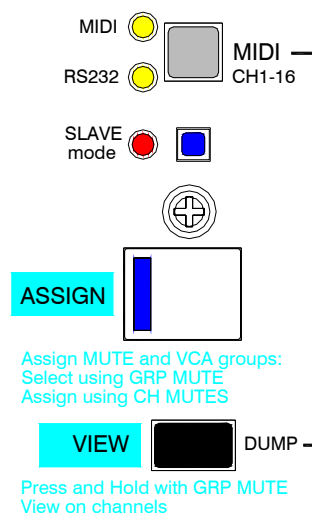 MIDI
RS232
MIDI
CH1-16
SLAVE
mode
ASSIGN
Assign MUTE and VCA groups:
Select using GRP MUTE
Assign using CH MUTES
VIEW
DUMP
Press and Hold with GRP MUTE
View on channels